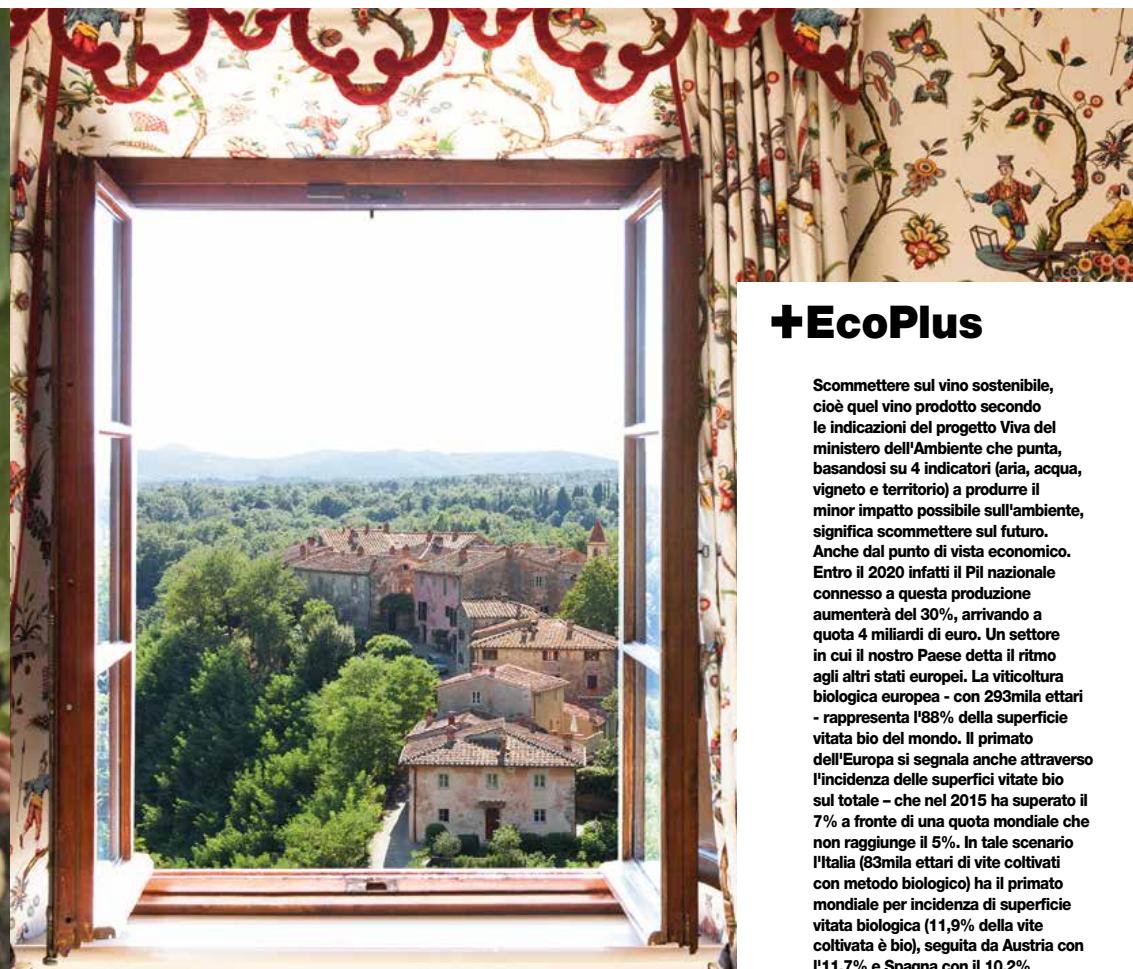 +EcoPlus
Scommettere sul vino sostenibile,
cioè quel vino prodotto secondo
le indicazioni del progetto Viva del
ministero dell'Ambiente che punta,
basandosi su 4 indicatori (aria, acqua,
vigneto e territorio) a produrre il
minor impatto possibile sull'ambiente,
significa scommettere sul futuro.
Anche dal punto di vista economico.
Entro il 2020 infatti il Pil nazionale
connesso a questa produzione
aumenterà del 30%, arrivando a
quota 4 miliardi di euro. Un settore
in cui il nostro Paese detta il ritmo
agli altri stati europei. La viticoltura
biologica europea - con 293mila ettari
- rappresenta l'88% della superficie
vitata bio del mondo. Il primato
dell'Europa si segnala anche attraverso
l'incidenza delle superfici vitate bio
sul totale – che nel 2015 ha superato il
7% a fronte di una quota mondiale che
non raggiunge il 5%. In tale scenario
l'Italia (83mila ettari di vite coltivati
con metodo biologico) ha il primato
mondiale per incidenza di superficie
vitata biologica (11,9% della vite
coltivata è bio), seguita da Austria con
l'11,7% e Spagna con il 10,2%